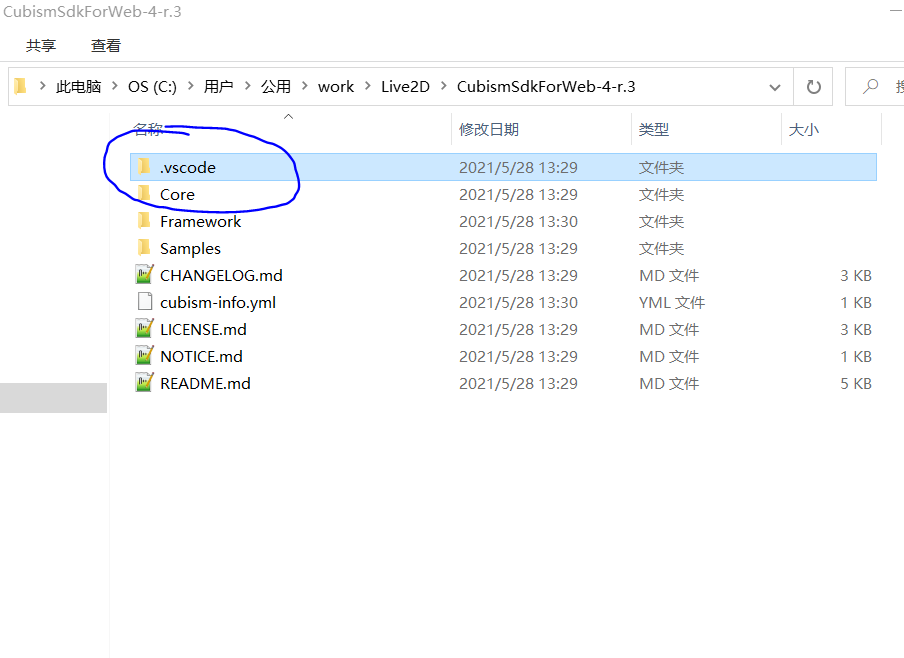 CubismSdkForWeb-4-r.3
共享 查看
此电脑 OS (C:) 用户 公用 work Live2D CubismSdkForWeb-4-r.3
名称 修改日期 类型 大小
.vscode 2021/5/28 13:29 文件夹
Core 2021/5/28 13:29 文件夹
Framework 2021/5/28 13:30 文件夹
Samples 2021/5/28 13:29 文件夹
CHANGELOG.md 2021/5/28 13:29 MD 文件 3 KB
cubism-info.yml 2021/5/28 13:30 YML 文件 1 KB
LICENSE.md 2021/5/28 13:29 MD 文件 3 KB
NOTICE.md 2021/5/28 13:29 MD 文件 1 KB
README.md 2021/5/28 13:29 MD 文件 5 KB